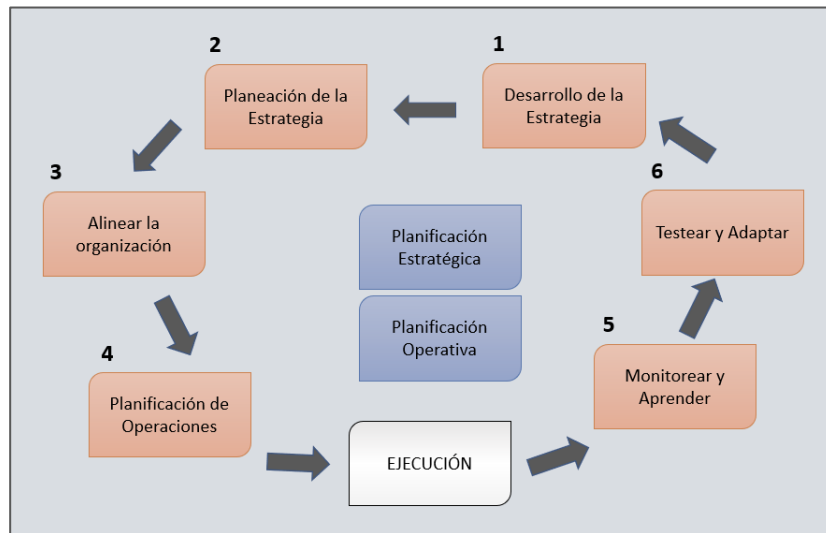 1
Desarrollo de la
Estrategia
2
Planeación de la
Estrategia
3
Alinear la
organización
4
Planificación de
Operaciones
EJECUCIÓN
5
Monitorear y
Aprender
6
Testear y Adaptar
Planificación
Estratégica
Planificación
Operativa